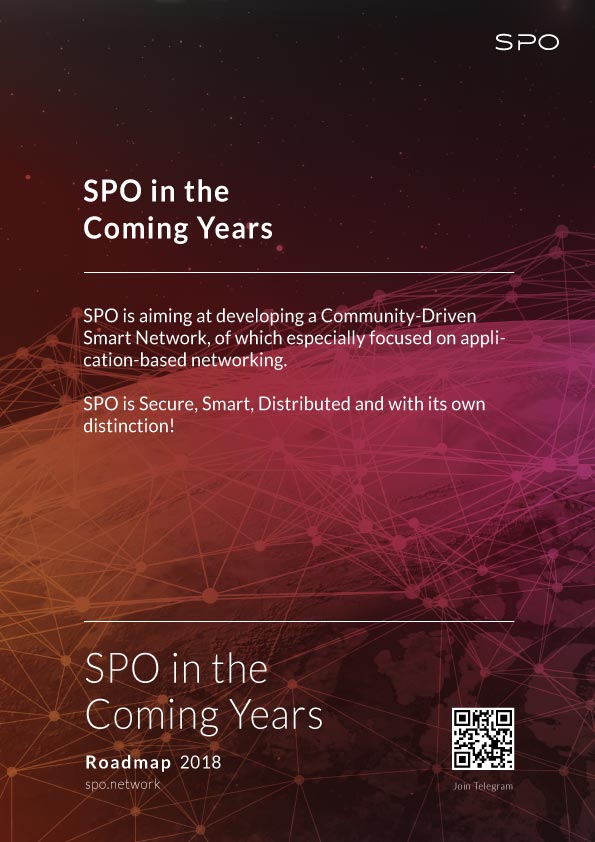 SPO
SPO in the
Coming Years
SPO is aiming at developing a Community-Driven
Smart Network, of which especially focused on appli-
cation-based networking.
SPO is Secure, Smart, Distributed and with its own
distinction!
SPO in the
Coming Years
Roadmap 2018
spo.network
Join Telegram